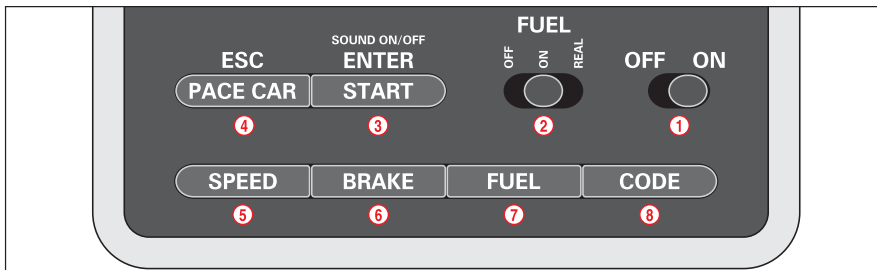 FUEL
SOUND ON/OFF
OFF ON REAL
ESC ENTER OFF ON
PACE CAR START
4 3 2 1
SPEED BRAKE FUEL CODE
5 6 7 8